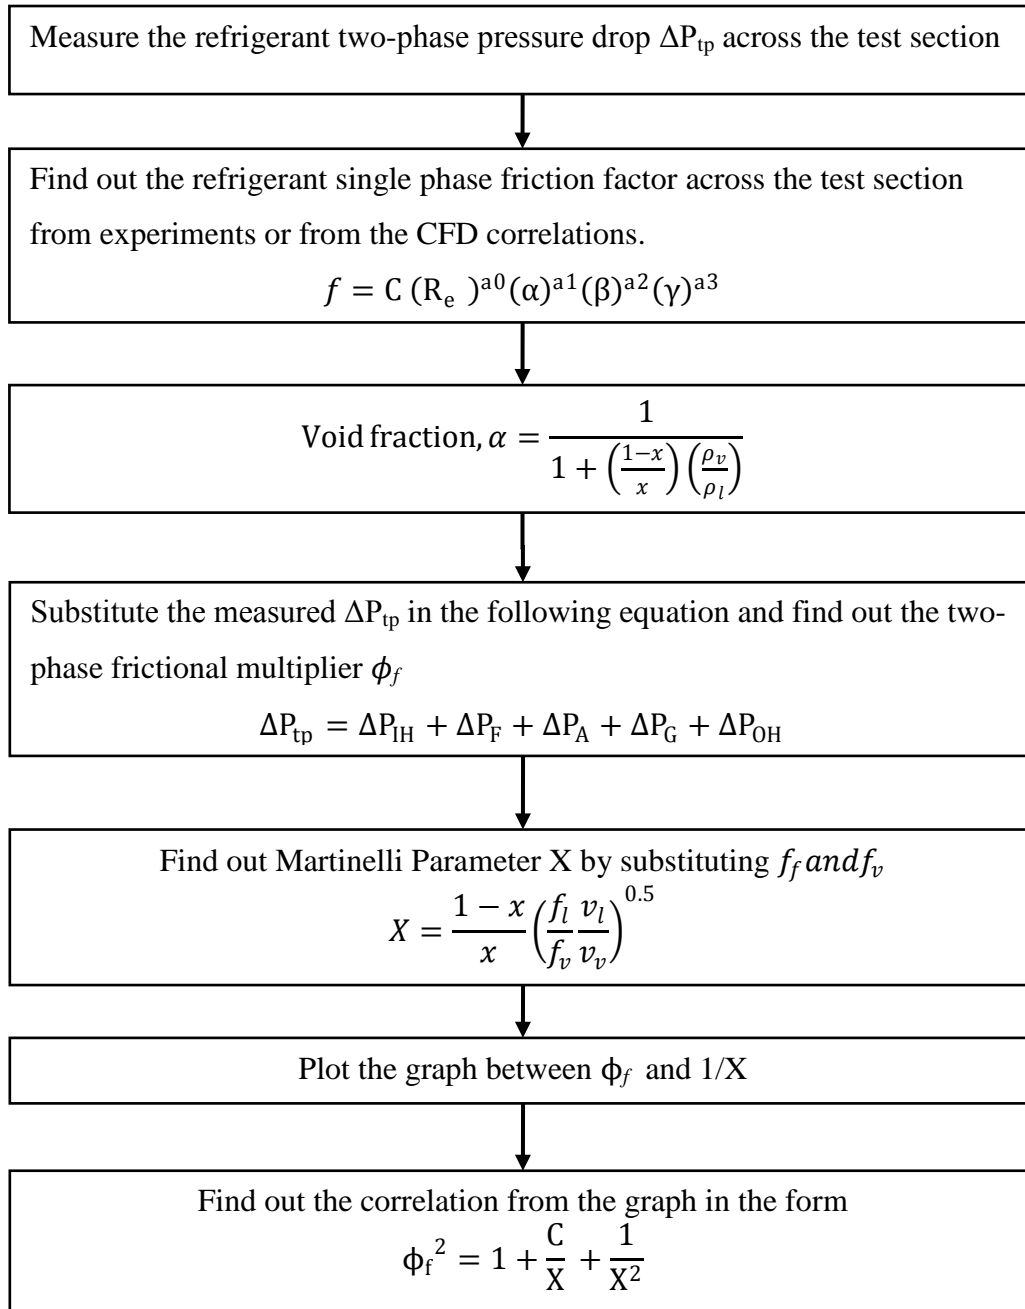 Measure the refrigerant two-phase pressure drop ΔP_tp across the test section
Find out the refrigerant single phase friction factor across the test section
from experiments or from the CFD correlations.
f = C (R_e )^a0(α)^a1(β)^a2(γ)^a3
Void fraction, α = 1 / (1 + ((1−x)/x) (ρ_v/ρ_l))
Substitute the measured ΔP_tp in the following equation and find out the two-
phase frictional multiplier ϕ_f
ΔP_tp = ΔP_IH + ΔP_F + ΔP_A + ΔP_G + ΔP_OH
Find out Martinelli Parameter X by substituting f_f and f_v
X = (1 − x)/x (f_l/f_v v_l/v_v)^0.5
Plot the graph between ϕ_f and 1/X
Find out the correlation from the graph in the form
ϕ_f^2 = 1 + C/X + 1/X^2